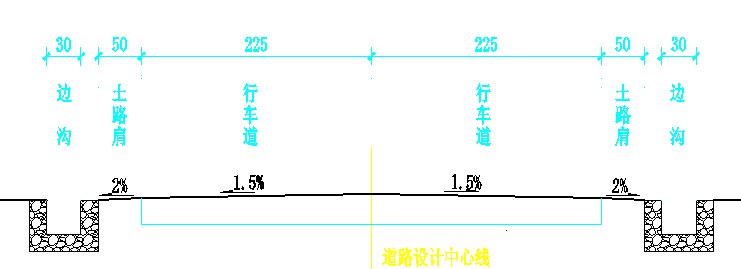 30 50 225 225 50 30
边沟 土路肩 行车道 行车道 土路肩 边沟
2% 1.5% 1.5% 2%
道路设计中心线